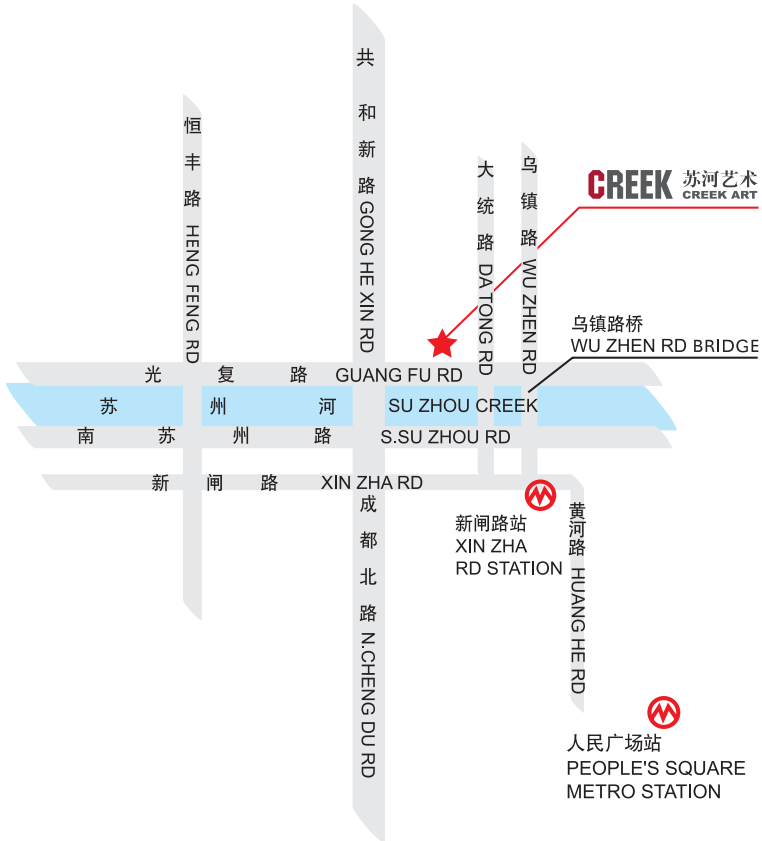 共和新路 GONG HE XIN RD
恒丰路 HENG FENG RD
大统路 DA TONG RD
乌镇路 WU ZHEN RD
CREEK 苏河艺术
CREEK ART
乌镇路桥
WU ZHEN RD BRIDGE
光复路 GUANG FU RD
苏州河 SU ZHOU CREEK
南苏州路 S.SU ZHOU RD
新闸路 XIN ZHA RD
成都北路 N.CHENG DU RD
新闸路站
XIN ZHA
RD STATION
黄河路 HUANG HE RD
人民广场站
PEOPLE'S SQUARE
METRO STATION